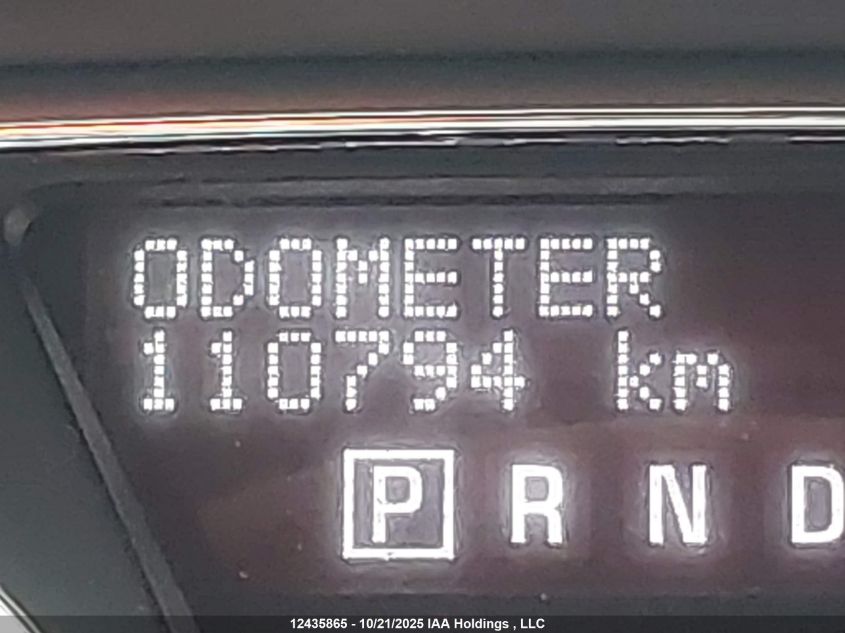 ODOMETER
110794 km
P R N D
12435865 - 10/21/2025 IAA Holdings , LLC